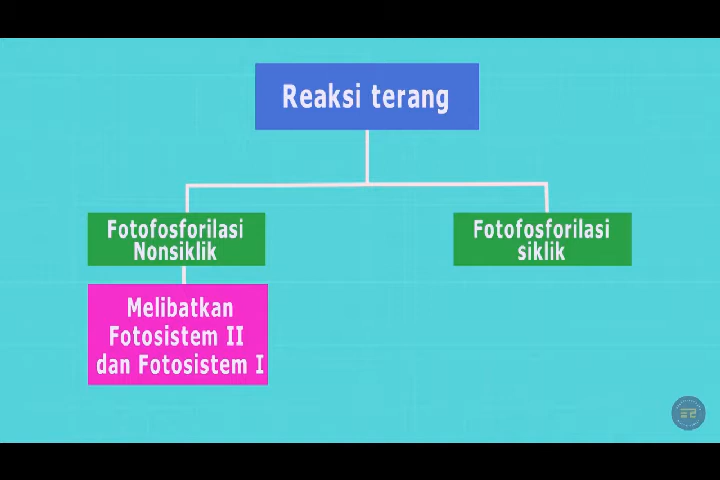 Reaksi terang
Fotofosforilasi
Nonsiklik
Fotofosforilasi
siklik
Melibatkan
Fotosistem II
dan Fotosistem I